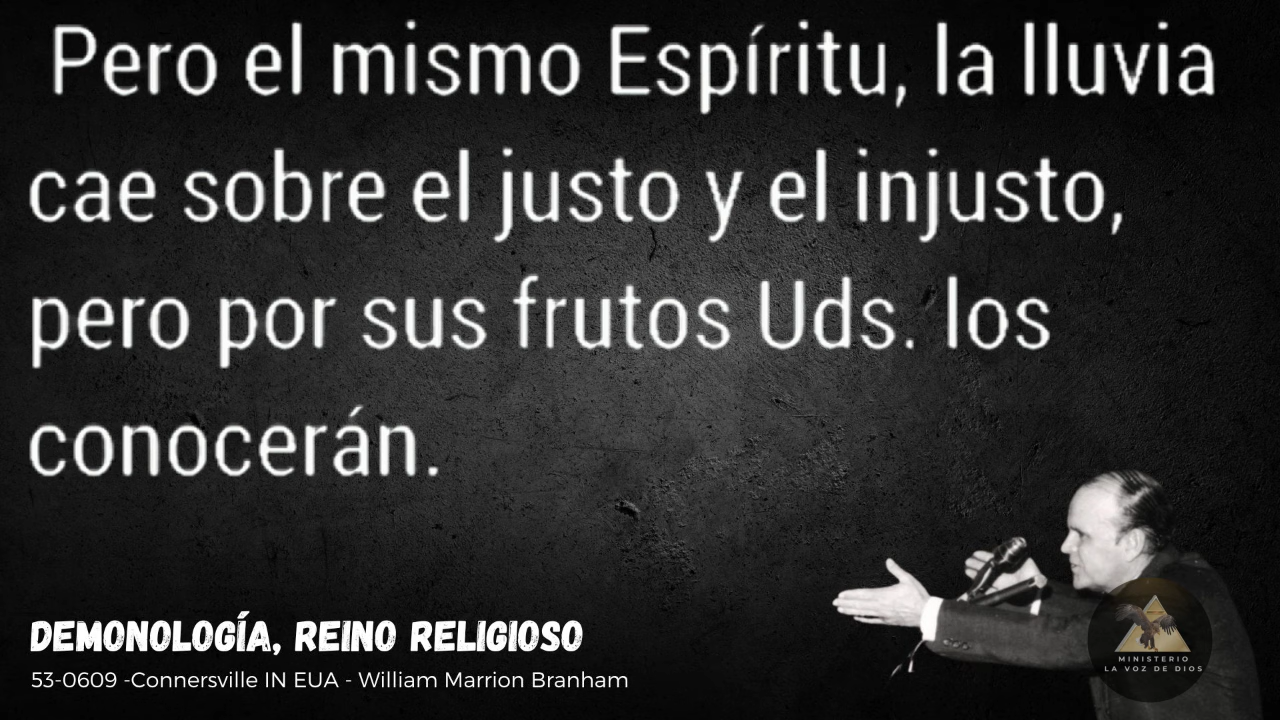 Pero el mismo Espíritu, la lluvia
cae sobre el justo y el injusto,
pero por sus frutos Uds. los
conocerán.
DEMONOLOGÍA, REINO RELIGIOSO
53-0609 -Connersville IN EUA - William Marrion Branham
MINISTERIO
LA VOZ DE DIOS